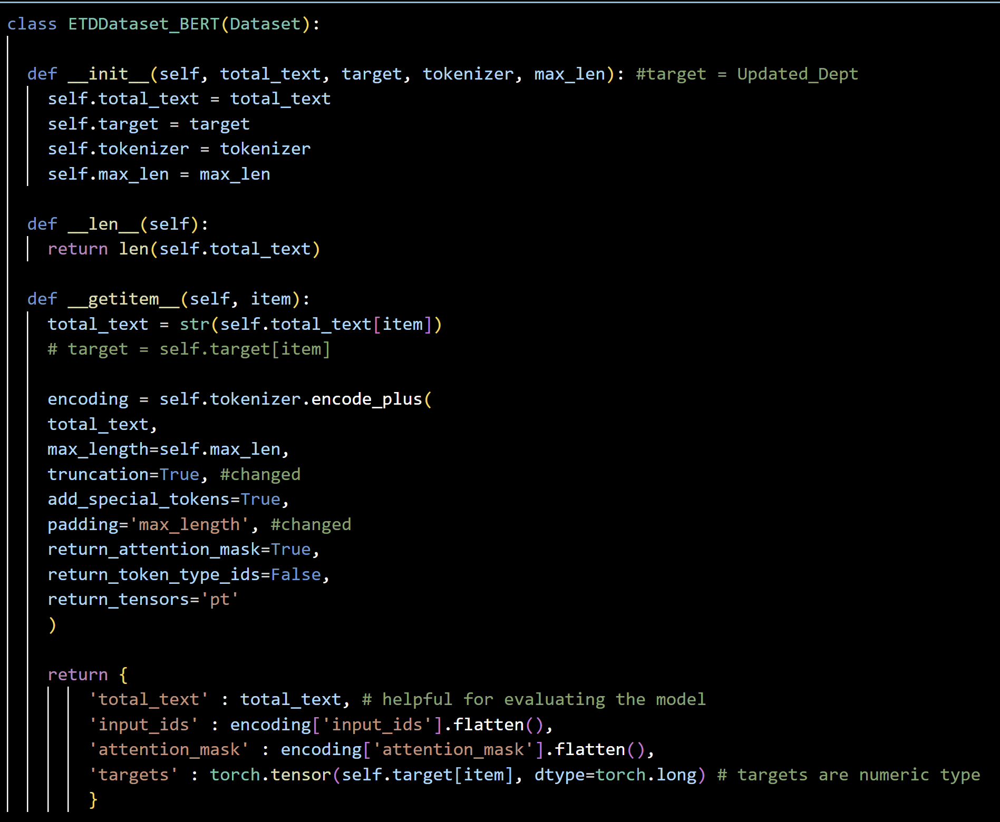 class ETDDataset_BERT(Dataset):
def __init__(self, total_text, target, tokenizer, max_len): #target = Updated_Dept
self.total_text = total_text
self.target = target
self.tokenizer = tokenizer
self.max_len = max_len
def __len__(self):
return len(self.total_text)
def __getitem__(self, item):
total_text = str(self.total_text[item])
# target = self.target[item]
encoding = self.tokenizer.encode_plus(
total_text,
max_length=self.max_len,
truncation=True, #changed
add_special_tokens=True,
padding='max_length', #changed
return_attention_mask=True,
return_token_type_ids=False,
return_tensors='pt'
)
return {
'total_text' : total_text, # helpful for evaluating the model
'input_ids' : encoding['input_ids'].flatten(),
'attention_mask' : encoding['attention_mask'].flatten(),
'targets' : torch.tensor(self.target[item], dtype=torch.long) # targets are numeric type
}